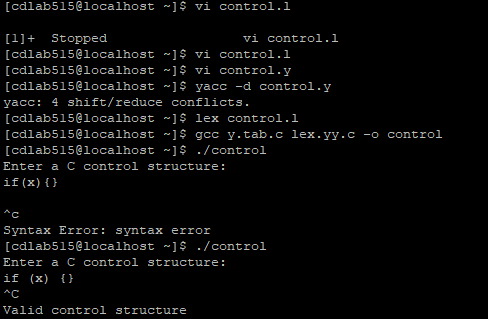 [cdlab515@localhost ~]$ vi control.l
[1]+  Stopped                 vi control.l
[cdlab515@localhost ~]$ vi control.l
[cdlab515@localhost ~]$ vi control.y
[cdlab515@localhost ~]$ yacc -d control.y
yacc: 4 shift/reduce conflicts.
[cdlab515@localhost ~]$ lex control.l
[cdlab515@localhost ~]$ gcc y.tab.c lex.yy.c -o control
[cdlab515@localhost ~]$ ./control
Enter a C control structure:
if(x){}
^c
Syntax Error: syntax error
[cdlab515@localhost ~]$ ./control
Enter a C control structure:
if (x) {}
^C
Valid control structure